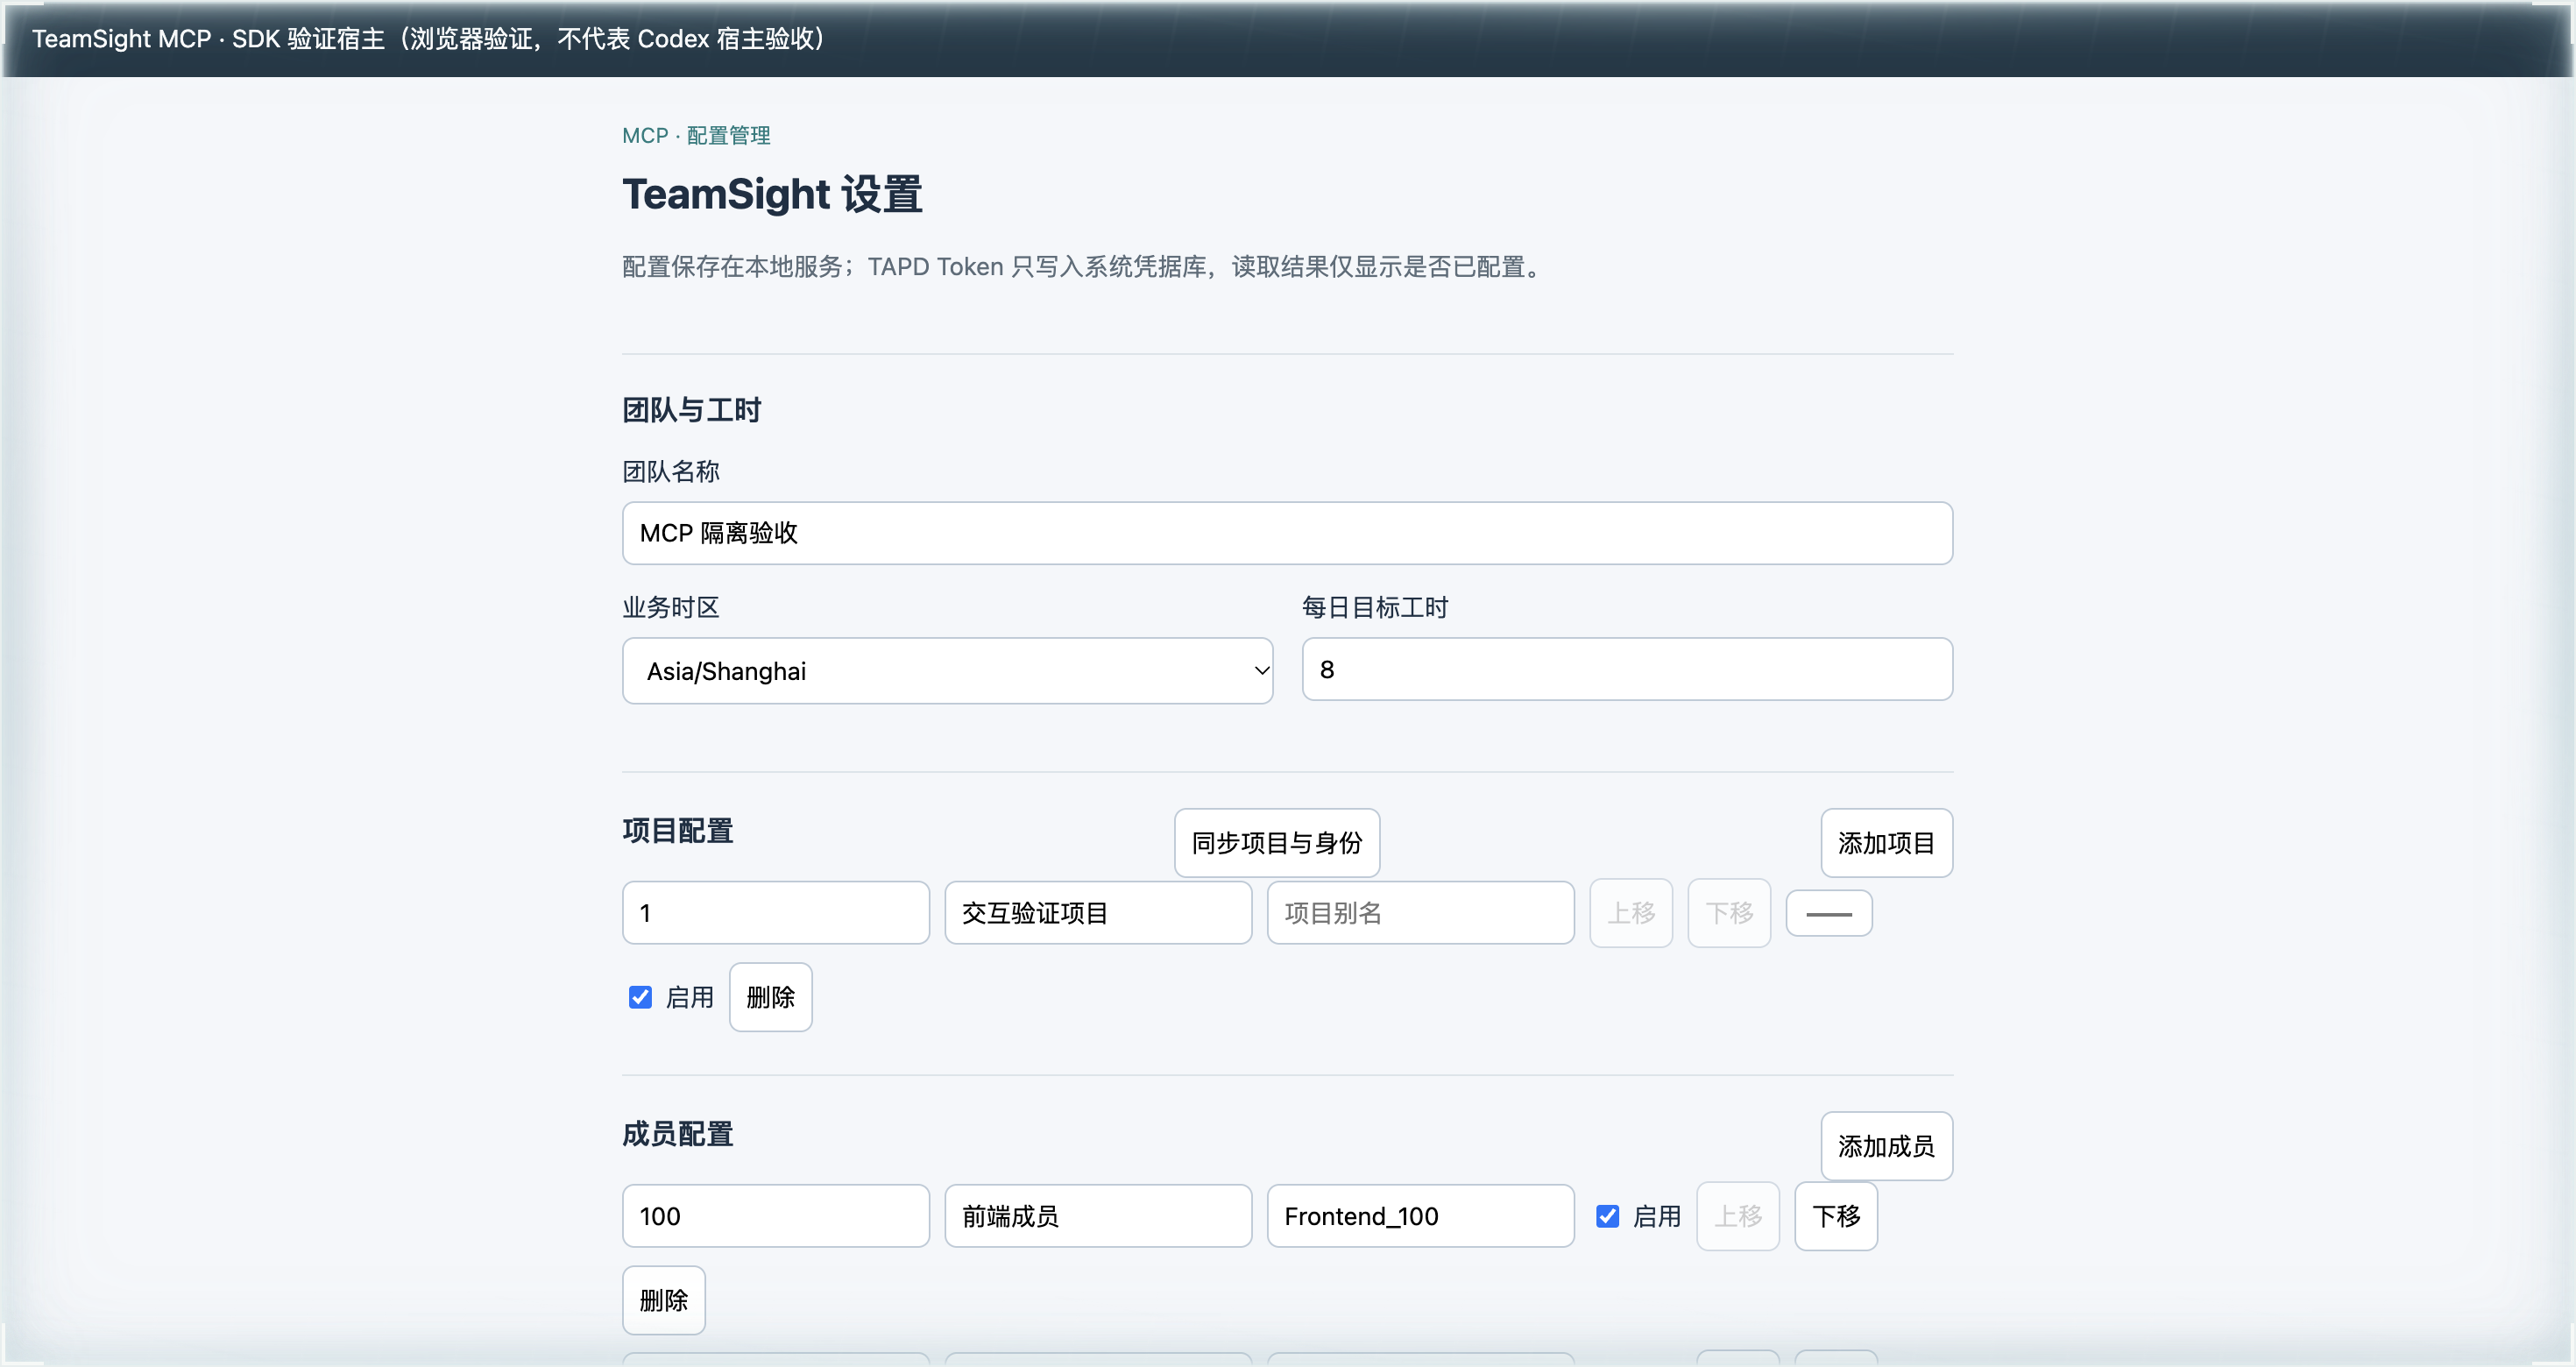 TeamSight MCP · SDK 验证宿主（浏览器验证，不代表 Codex 宿主验收）
MCP · 配置管理
TeamSight 设置
配置保存在本地服务；TAPD Token 只写入系统凭据库，读取结果仅显示是否已配置。
团队与工时
团队名称
MCP 隔离验收
业务时区 每日目标工时
Asia/Shanghai 8
项目配置 同步项目与身份 添加项目
1 交互验证项目 项目别名 上移 下移
启用 删除
成员配置 添加成员
100 前端成员 Frontend_100 启用 上移 下移
删除